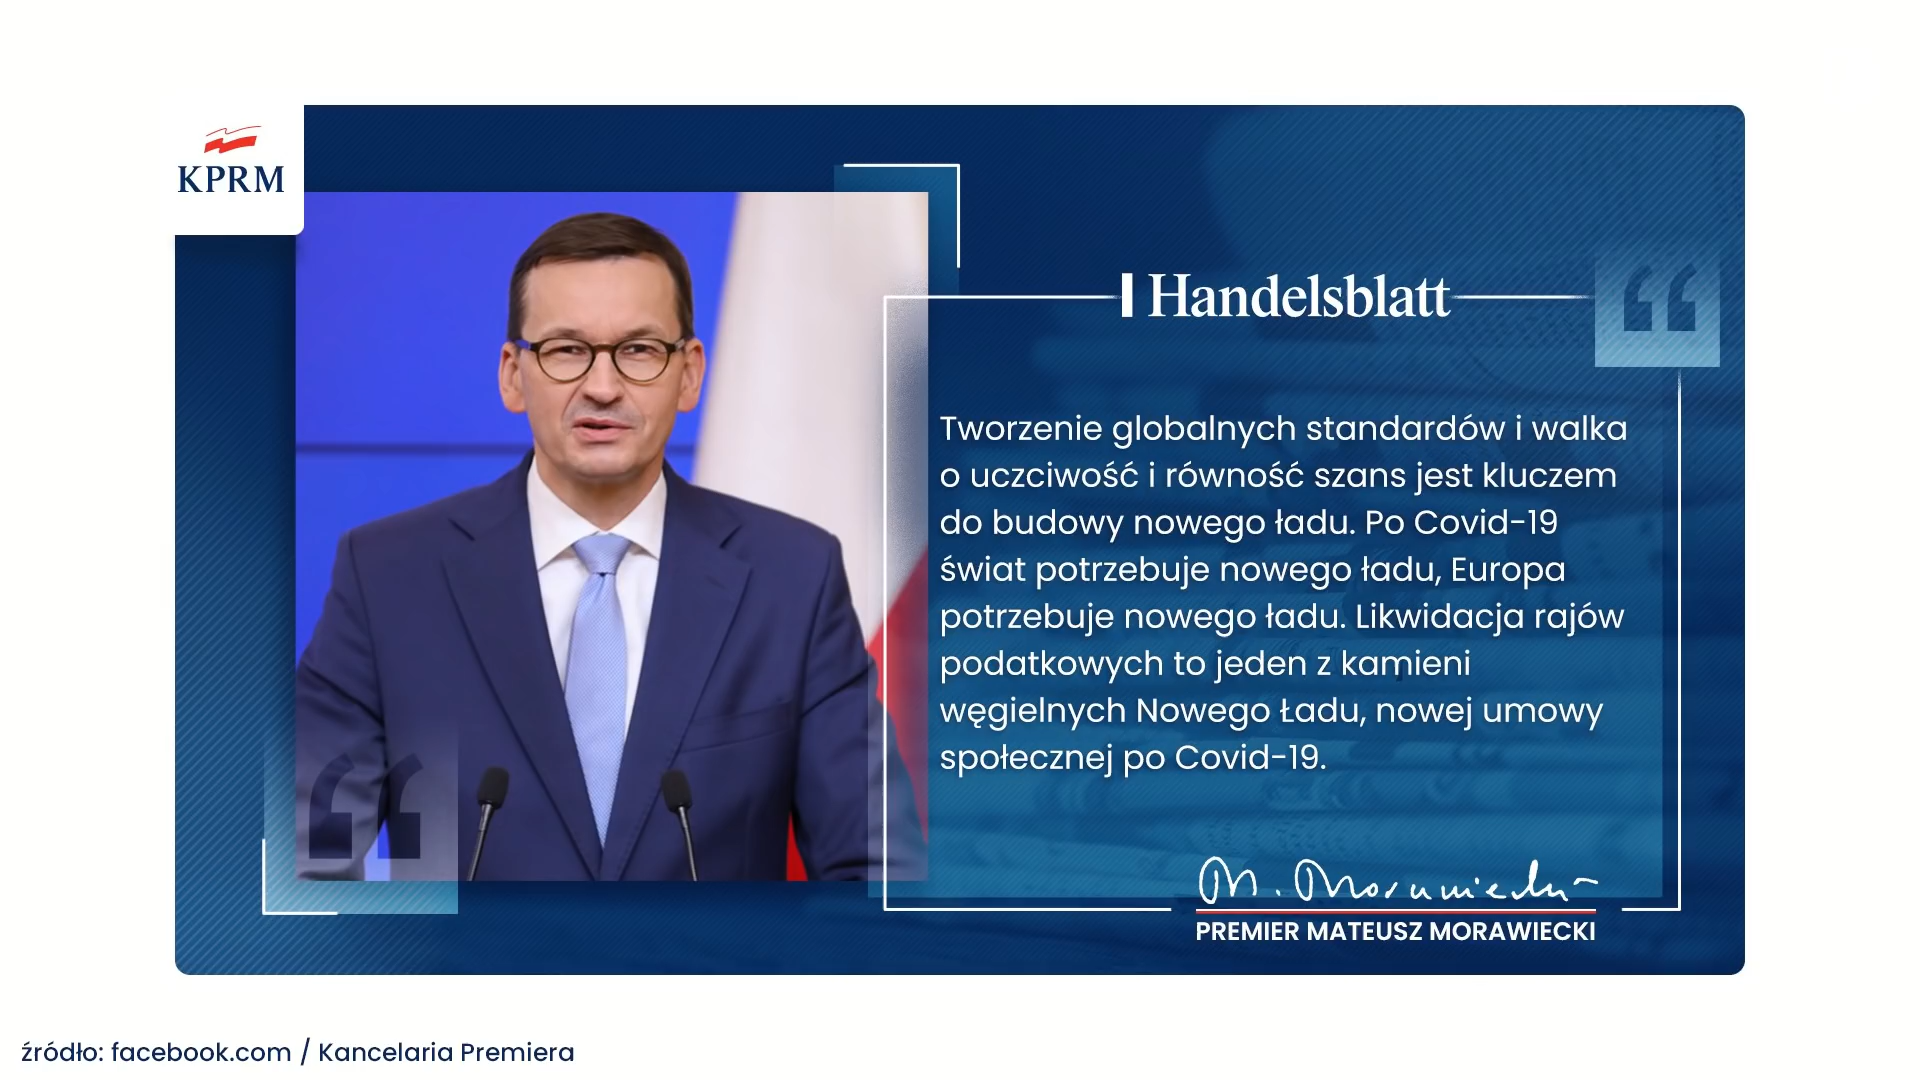 KPRM
Handelsblatt
Tworzenie globalnych standardów i walka
o uczciwość i równość szans jest kluczem
do budowy nowego ładu. Po Covid-19
świat potrzebuje nowego ładu, Europa
potrzebuje nowego ładu. Likwidacja rajów
podatkowych to jeden z kamieni
węgielnych Nowego Ładu, nowej umowy
społecznej po Covid-19.
M. Morawiecki
PREMIER MATEUSZ MORAWIECKI
źródło: facebook.com / Kancelaria Premiera